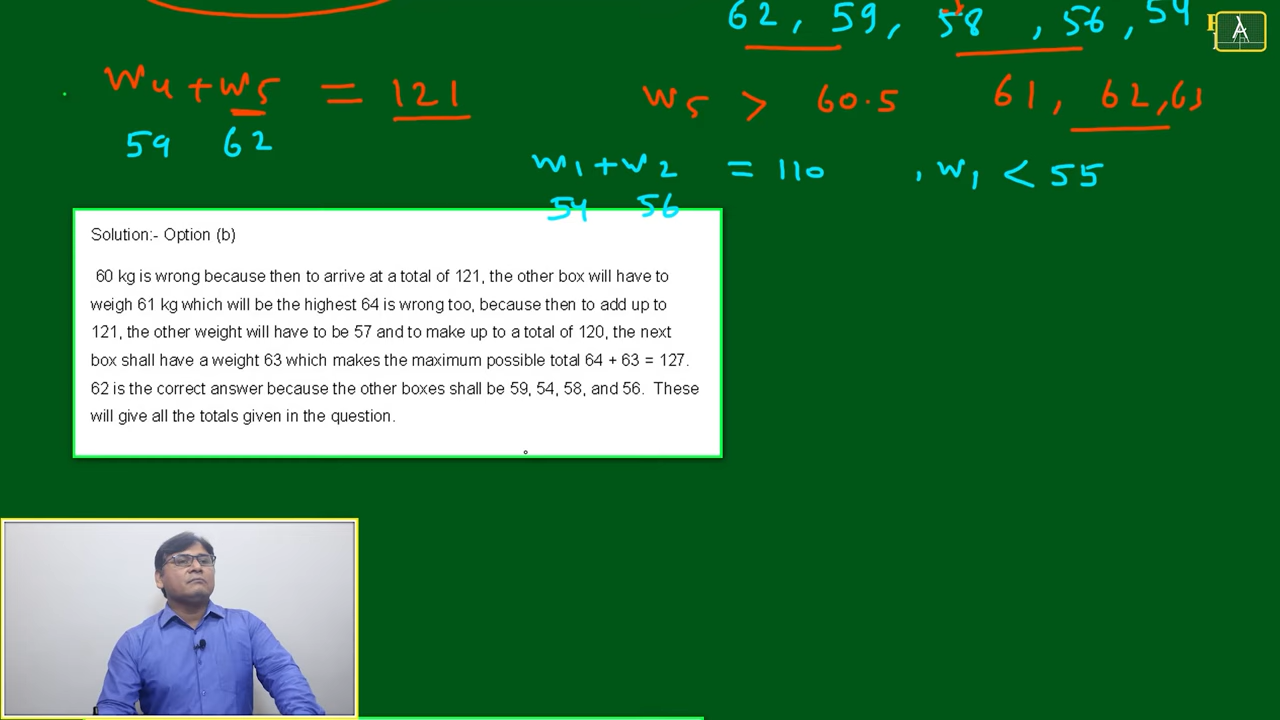 62, 59, 58, 56, 54
W4 + W5 = 121
59 62
W5 > 60.5 61, 62, 63
W1 + W2 = 110 , W1 < 55
54 56
Solution:- Option (b)
60 kg is wrong because then to arrive at a total of 121, the other box will have to
weigh 61 kg which will be the highest 64 is wrong too, because then to add up to
121, the other weight will have to be 57 and to make up to a total of 120, the next
box shall have a weight 63 which makes the maximum possible total 64 + 63 = 127.
62 is the correct answer because the other boxes shall be 59, 54, 58, and 56. These
will give all the totals given in the question.